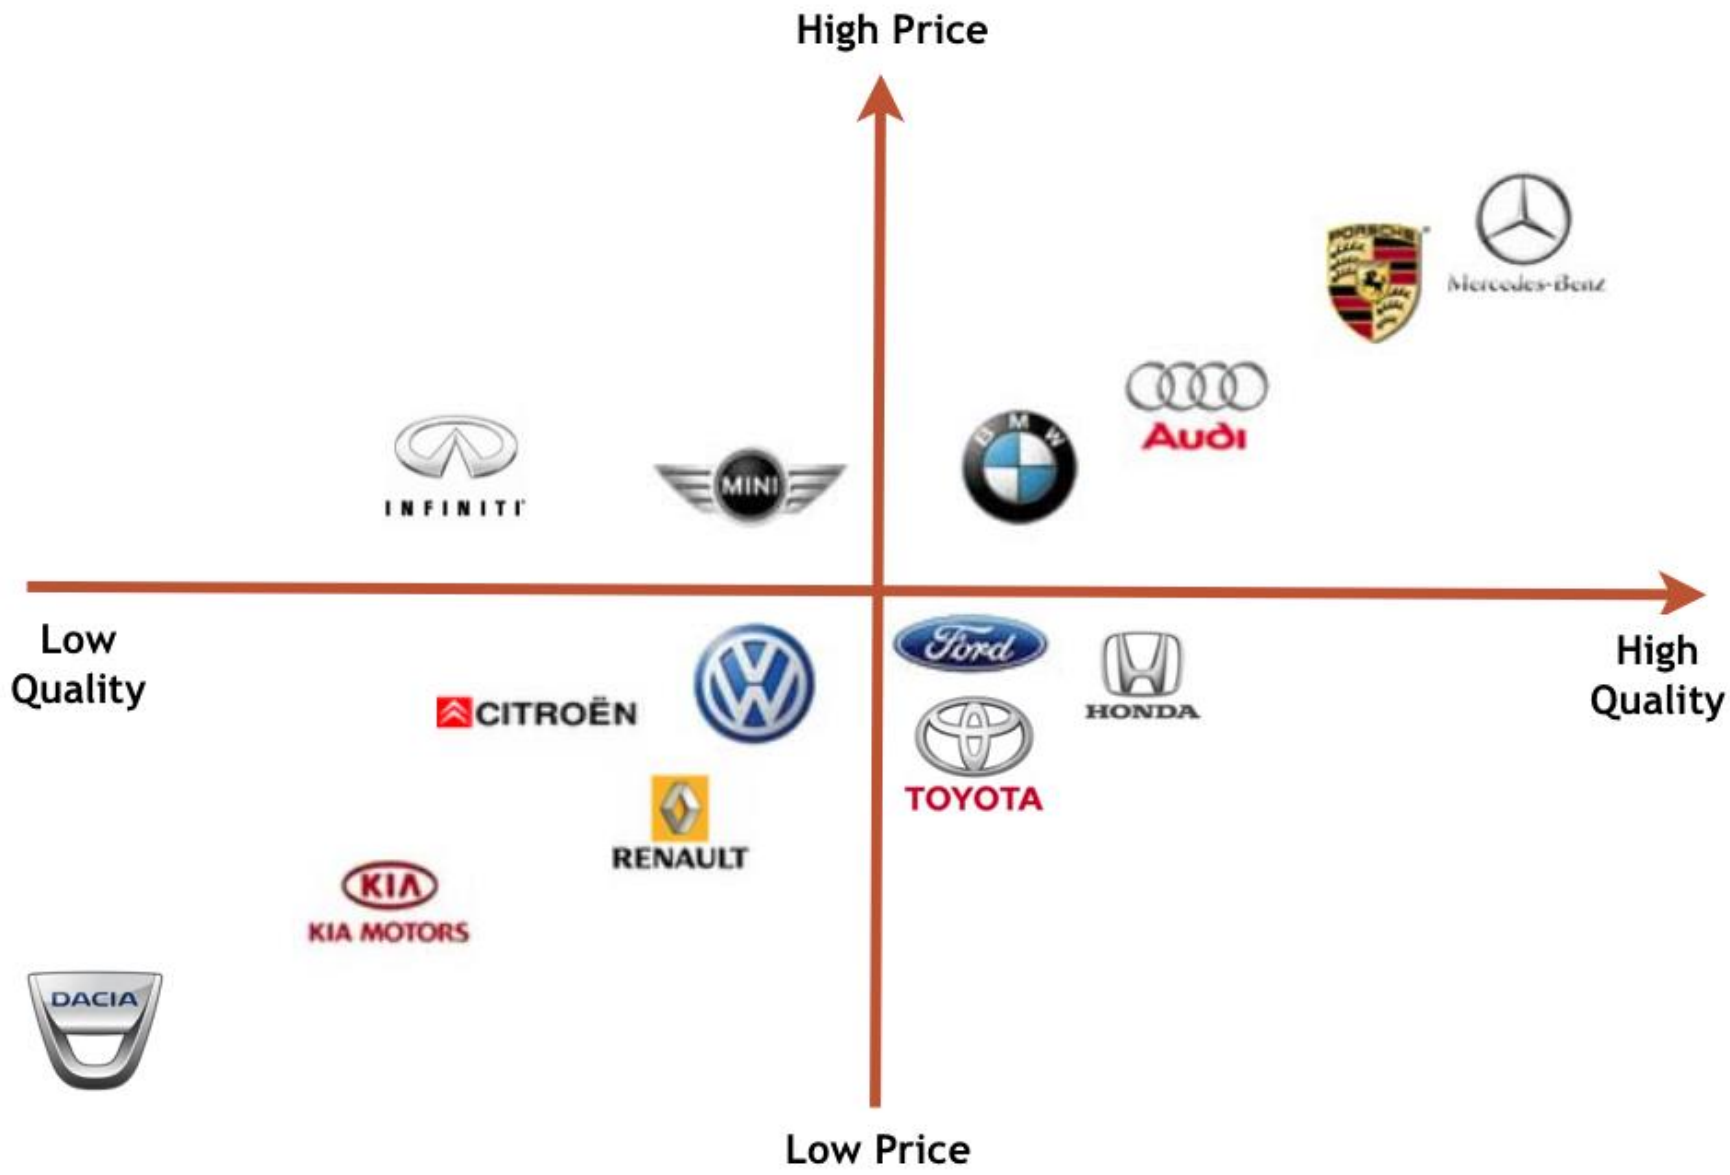 High Price
PORSCHE
Mercedes-Benz
Audi
BMW
INFINITI
MINI
Low
Quality
High
Quality
Ford
HONDA
CITROËN
TOYOTA
RENAULT
KIA
KIA MOTORS
DACIA
Low Price